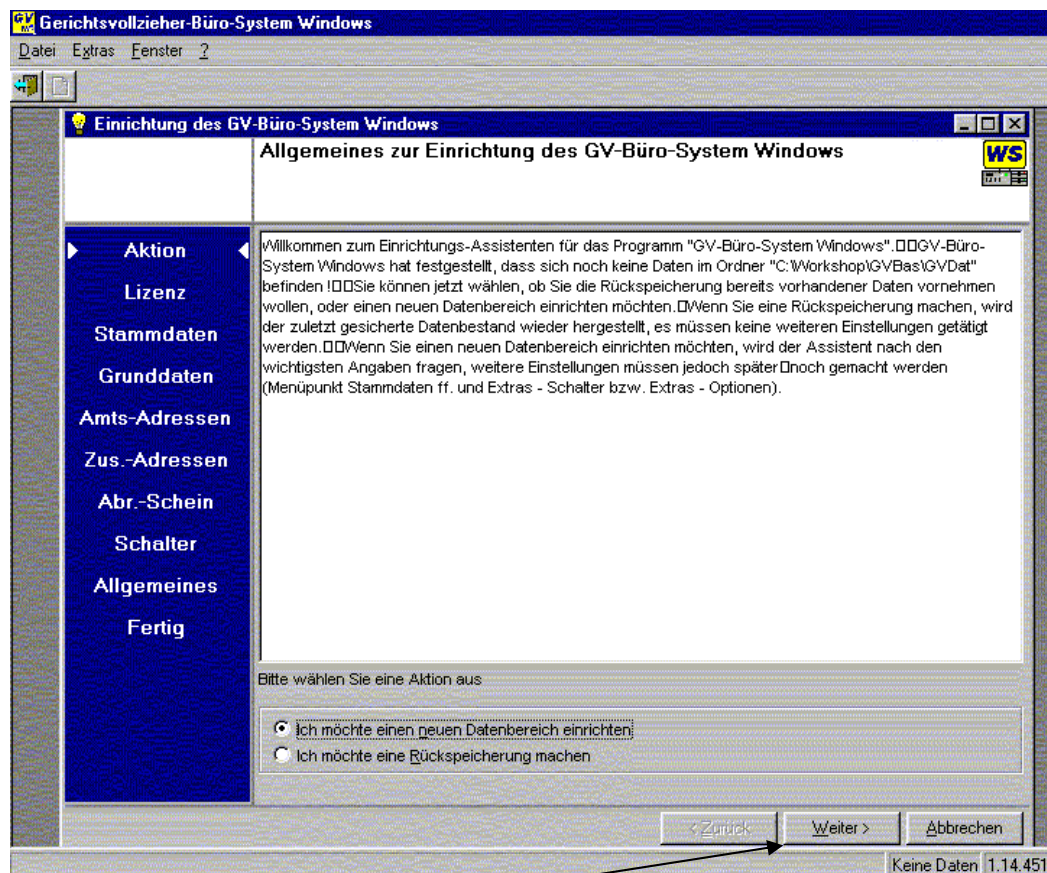 Gerichtsvollzieher-Büro-System Windows
Datei Extras Fenster ?
Einrichtung des GV-Büro-System Windows
Allgemeines zur Einrichtung des GV-Büro-System Windows
WS
Aktion
Lizenz
Stammdaten
Grunddaten
Amts-Adressen
Zus.-Adressen
Abr.-Schein
Schalter
Allgemeines
Fertig
Willkommen zum Einrichtungs-Assistenten für das Programm "GV-Büro-System Windows".▯▯GV-Büro-
System Windows hat festgestellt, dass sich noch keine Daten im Ordner "C:\Workshop\GVBas\GVDat"
befinden !▯▯Sie können jetzt wählen, ob Sie die Rückspeicherung bereits vorhandener Daten vornehmen
wollen, oder einen neuen Datenbereich einrichten möchten.▯Wenn Sie eine Rückspeicherung machen, wird
der zuletzt gesicherte Datenbestand wieder hergestellt, es müssen keine weiteren Einstellungen getätigt
werden.▯▯Wenn Sie einen neuen Datenbereich einrichten möchten, wird der Assistent nach den
wichtigsten Angaben fragen, weitere Einstellungen müssen jedoch später▯noch gemacht werden
(Menüpunkt Stammdaten ff. und Extras - Schalter bzw. Extras - Optionen).
Bitte wählen Sie eine Aktion aus
Ich möchte einen neuen Datenbereich einrichten
Ich möchte eine Rückspeicherung machen
< Zurück Weiter > Abbrechen
Keine Daten 1.14.451